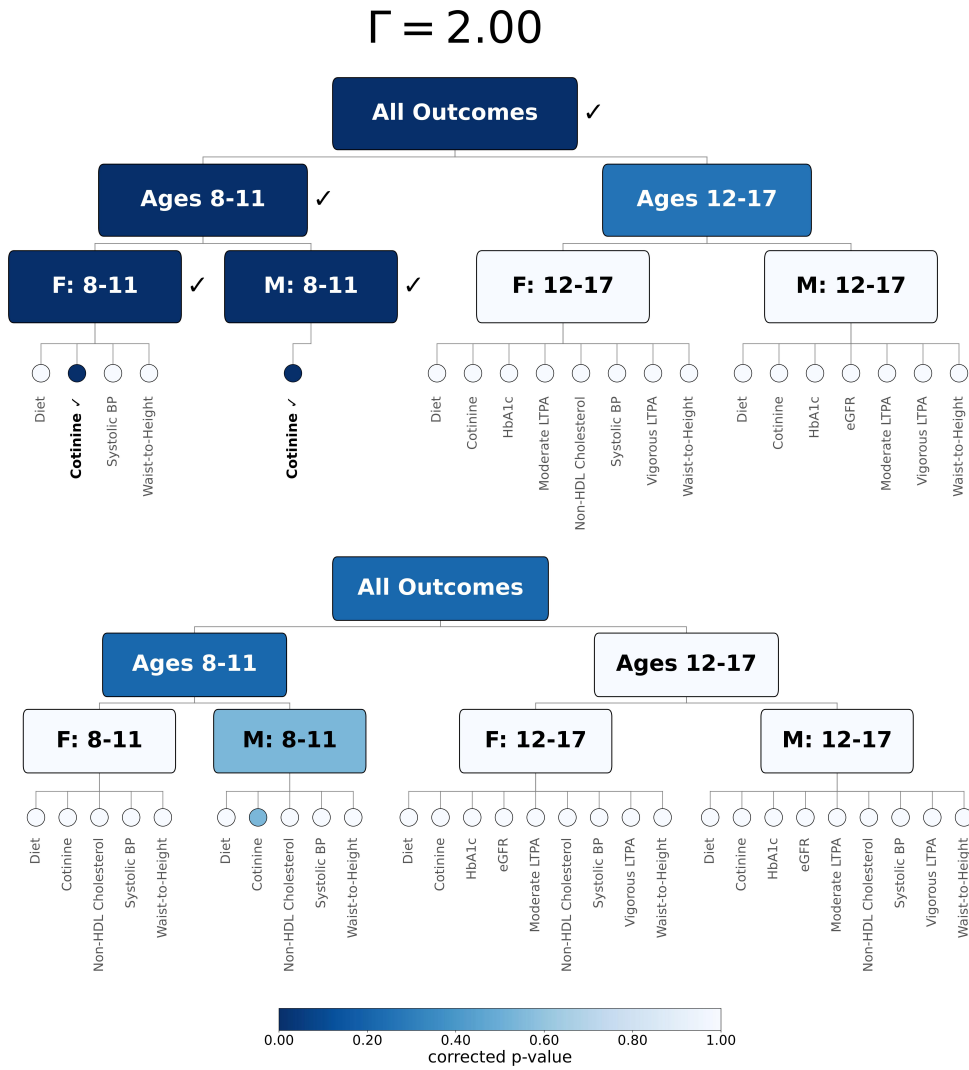 Γ = 2.00
All Outcomes ✓
Ages 8-11 ✓
Ages 12-17
F: 8-11 ✓
M: 8-11 ✓
F: 12-17
M: 12-17
Diet
Cotinine ✓
Systolic BP
Waist-to-Height
Cotinine ✓
Diet
Cotinine
HbA1c
Moderate LTPA
Non-HDL Cholesterol
Systolic BP
Vigorous LTPA
Waist-to-Height
Diet
Cotinine
HbA1c
eGFR
Moderate LTPA
Vigorous LTPA
Waist-to-Height
All Outcomes
Ages 8-11
Ages 12-17
F: 8-11
M: 8-11
F: 12-17
M: 12-17
Diet
Cotinine
Non-HDL Cholesterol
Systolic BP
Waist-to-Height
Diet
Cotinine
Non-HDL Cholesterol
Systolic BP
Waist-to-Height
Diet
Cotinine
HbA1c
eGFR
Moderate LTPA
Non-HDL Cholesterol
Systolic BP
Vigorous LTPA
Waist-to-Height
Diet
Cotinine
HbA1c
eGFR
Moderate LTPA
Non-HDL Cholesterol
Systolic BP
Vigorous LTPA
Waist-to-Height
0.00 0.20 0.40 0.60 0.80 1.00
corrected p-value